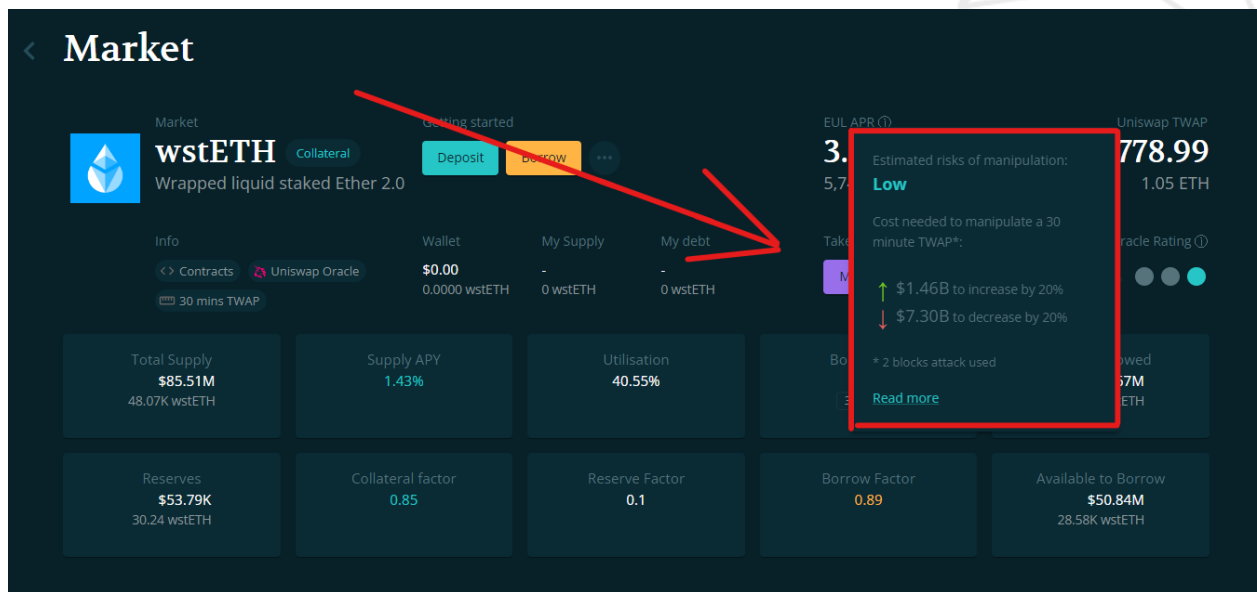 Market
Market
wstETH
Collateral
Wrapped liquid staked Ether 2.0
Getting started
Deposit
Borrow
EUL APR
3.
5,74
Uniswap TWAP
778.99
1.05 ETH
Info
Contracts
Uniswap Oracle
30 mins TWAP
Wallet
$0.00
0.0000 wstETH
My Supply
-
0 wstETH
My debt
-
0 wstETH
Take
M
racle Rating
Estimated risks of manipulation:
Low
Cost needed to manipulate a 30
minute TWAP*:
$1.46B to increase by 20%
$7.30B to decrease by 20%
* 2 blocks attack used
Read more
Total Supply
$85.51M
48.07K wstETH
Supply APY
1.43%
Utilisation
40.55%
Bo
3
owed
57M
ETH
Reserves
$53.79K
30.24 wstETH
Collateral factor
0.85
Reserve Factor
0.1
Borrow Factor
0.89
Available to Borrow
$50.84M
28.58K wstETH